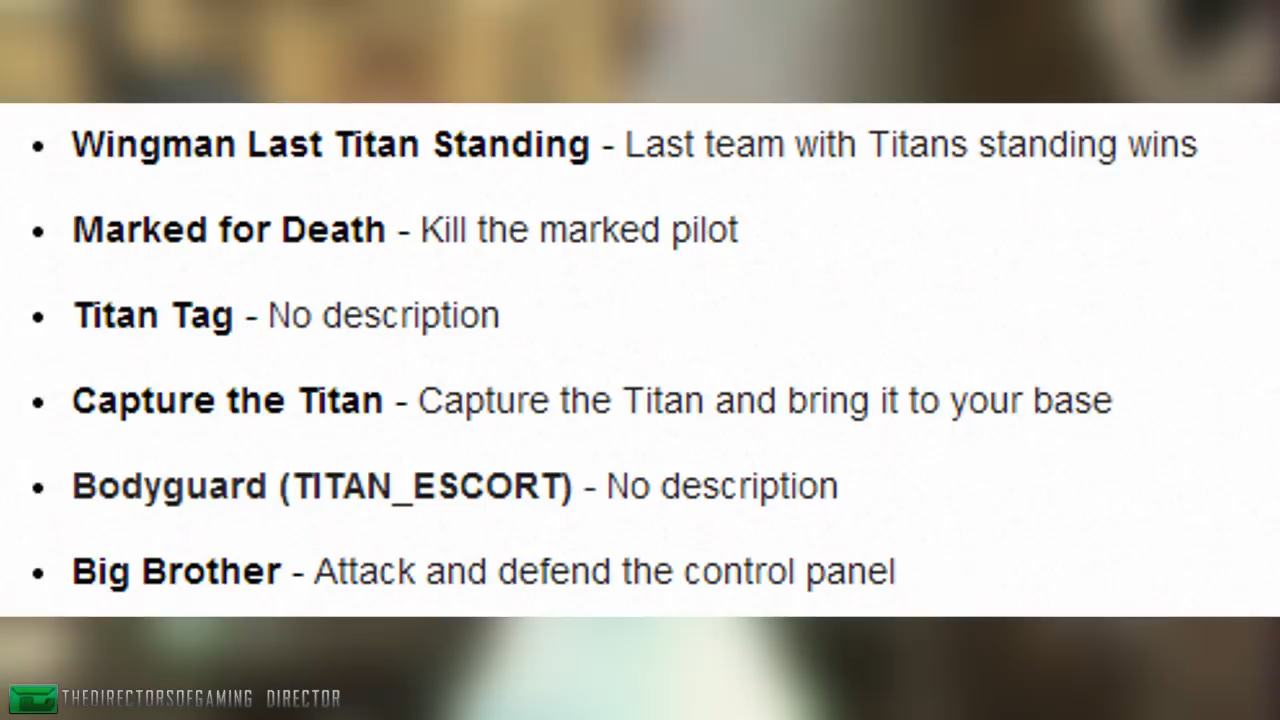 Wingman Last Titan Standing - Last team with Titans standing wins
Marked for Death - Kill the marked pilot
Titan Tag - No description
Capture the Titan - Capture the Titan and bring it to your base
Bodyguard (TITAN_ESCORT) - No description
Big Brother - Attack and defend the control panel
THEDIRECTORSOFGAMING DIRECTOR